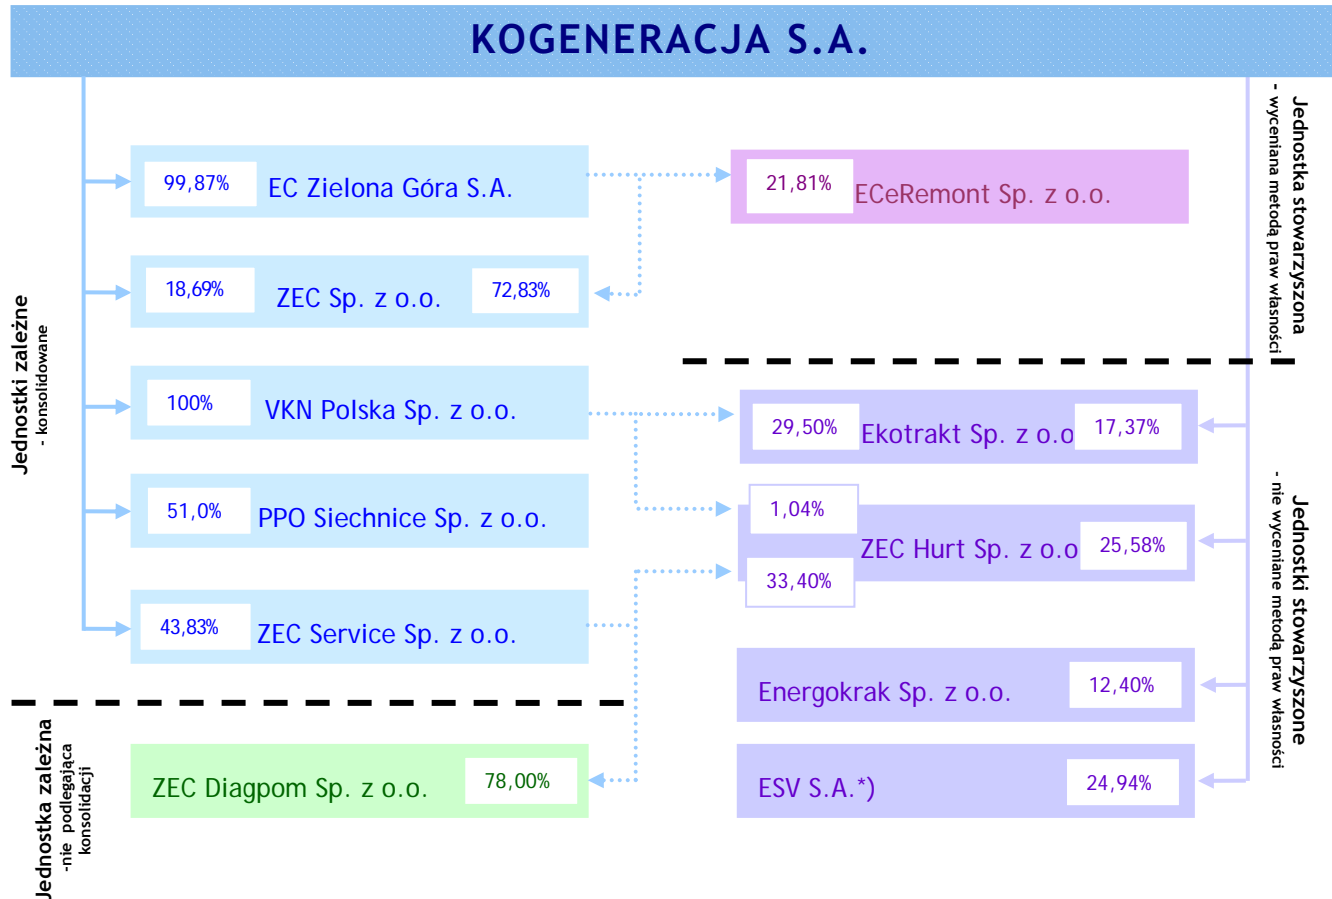 KOGENERACJA S.A.
Jednostki zależne
- konsolidowane
99,87%
EC Zielona Góra S.A.
18,69%
ZEC Sp. z o.o.
72,83%
100%
VKN Polska Sp. z o.o.
51,0%
PPO Siechnice Sp. z o.o.
43,83%
ZEC Service Sp. z o.o.
Jednostka zależna
-nie podlegająca
konsolidacji
ZEC Diagpom Sp. z o.o.
78,00%
Jednostka stowarzyszona
- wyceniana metodą praw własności
21,81%
ECeRemont Sp. z o.o.
Jednostki stowarzyszone
- nie wyceniane metodą praw własności
29,50%
Ekotrakt Sp. z o.o
17,37%
1,04%
ZEC Hurt Sp. z o.o
25,58%
33,40%
Energokrak Sp. z o.o.
12,40%
ESV S.A.*)
24,94%